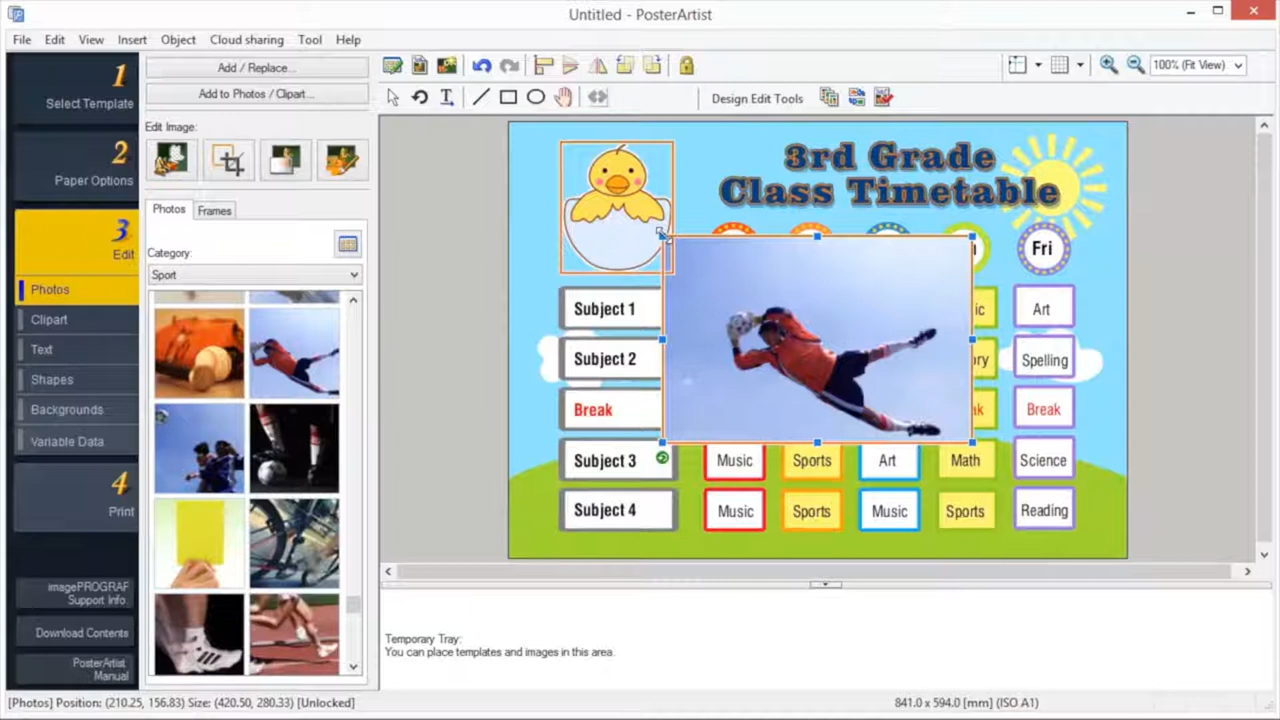 Untitled - PosterArtist
File Edit View Insert Object Cloud sharing Tool Help
1
Select Template
2
Paper Options
3
Edit
Photos
Clipart
Text
Shapes
Backgrounds
Variable Data
4
Print
imagePROGRAF
Support Info.
Download Contents
PosterArtist
Manual
Add / Replace...
Add to Photos / Clipart...
Edit Image:
Photos Frames
Category:
Sport
100% (Fit View)
Design Edit Tools
3rd Grade
Class Timetable
Fri
Subject 1 ic Art
Subject 2 ory Spelling
Break ak Break
Subject 3 Music Sports Art Math Science
Subject 4 Music Sports Music Sports Reading
Temporary Tray:
You can place templates and images in this area.
[Photos] Position: (210.25, 156.83) Size: (420.50, 280.33) [Unlocked]
841.0 x 594.0 [mm] (ISO A1)